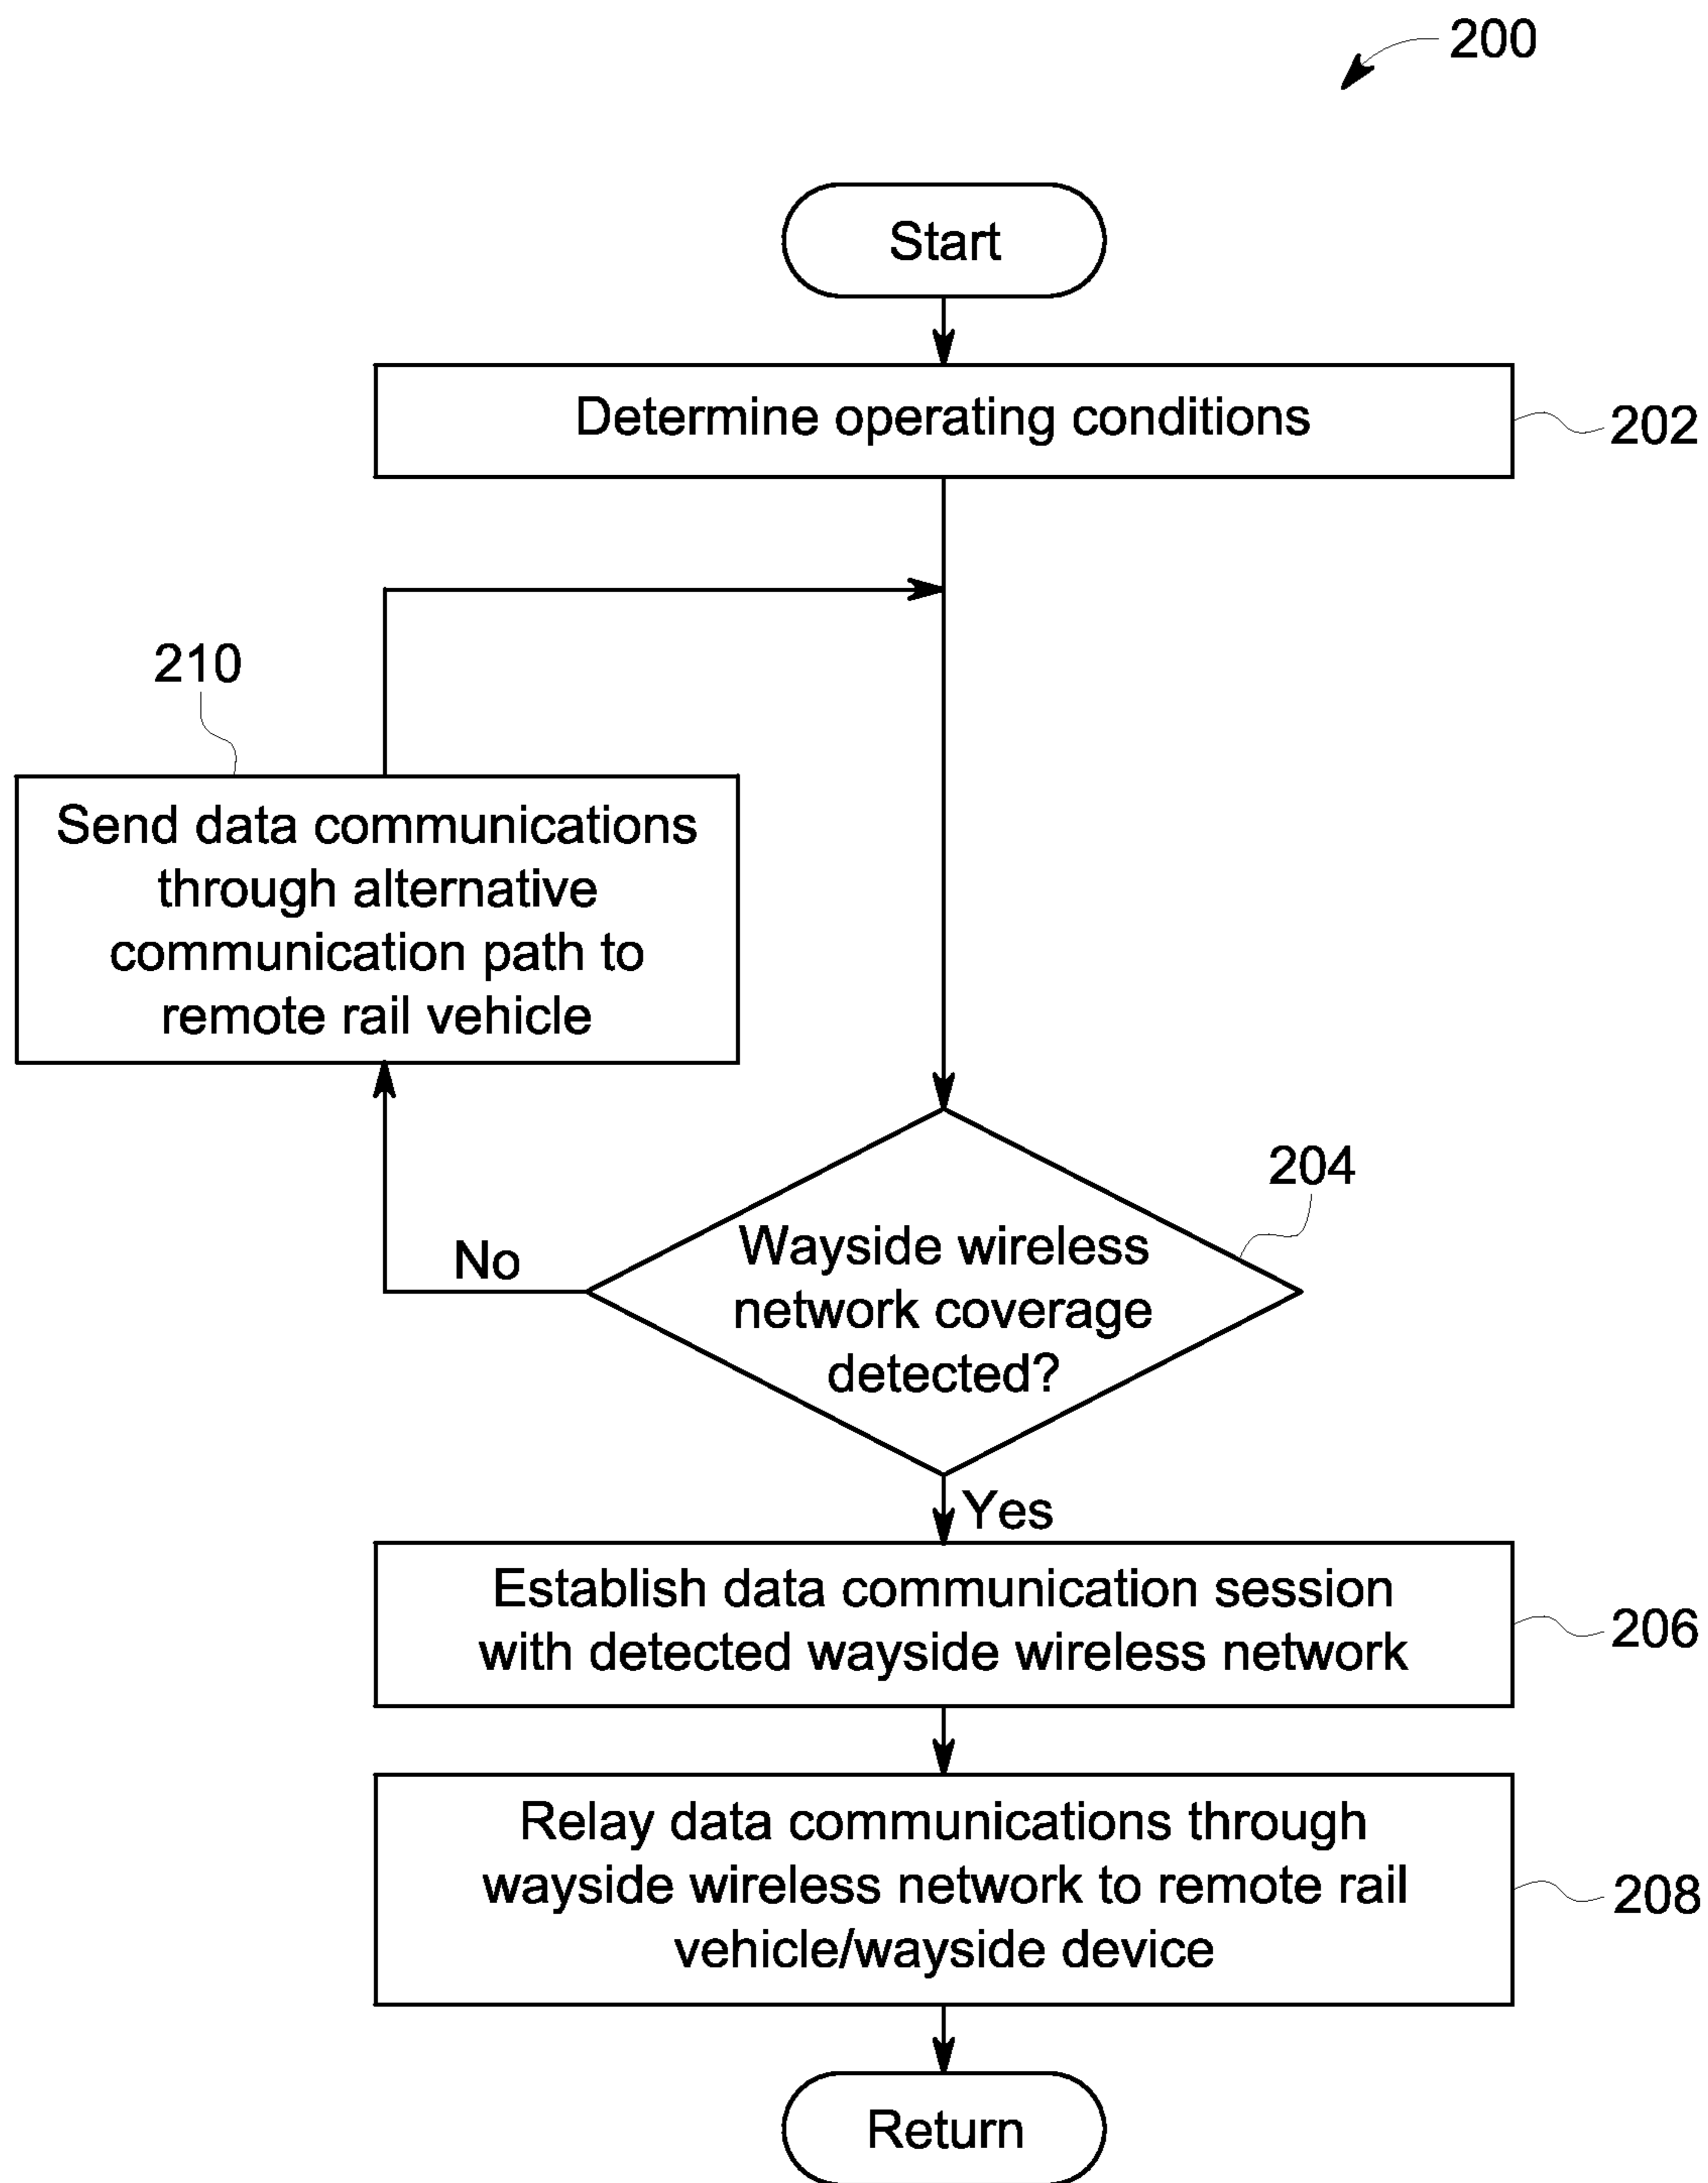 200
Start
Determine operating conditions
202
210
Send data communications
through alternative
communication path to
remote rail vehicle
204
Wayside wireless
network coverage
detected?
No
Yes
Establish data communication session
with detected wayside wireless network
206
Relay data communications through
wayside wireless network to remote rail
vehicle/wayside device
208
Return